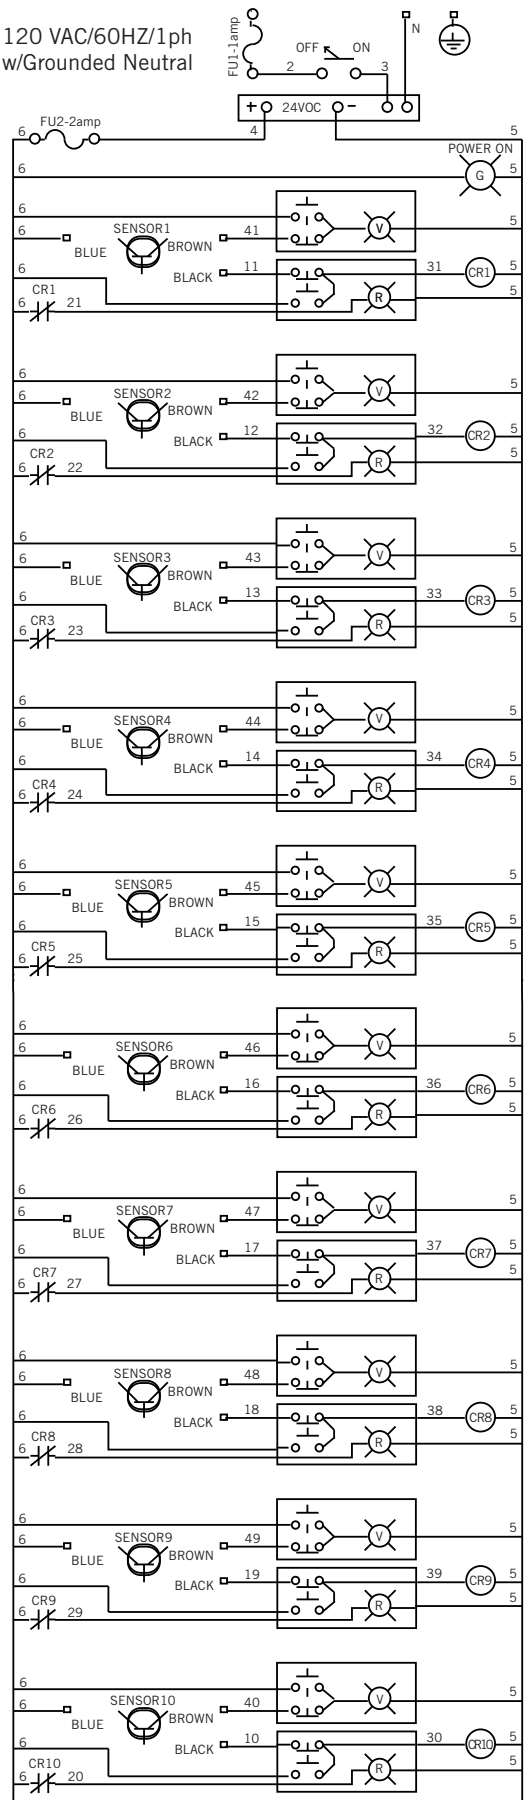 120 VAC/60HZ/1ph
w/Grounded Neutral
FU1-1amp
OFF ON
N
2 3
+ 24VOC −
FU2-2amp
6 4 5
POWER ON
6 G 5
6 5
6 SENSOR1 41 V
BLUE BROWN
6 BLACK 11 31 CR1 5
CR1 R 5
6 21
6 5
6 SENSOR2 42 V
BLUE BROWN
6 BLACK 12 32 CR2 5
CR2 R 5
6 22
6 5
6 SENSOR3 43 V
BLUE BROWN
6 BLACK 13 33 CR3 5
CR3 R 5
6 23
6 5
6 SENSOR4 44 V
BLUE BROWN
6 BLACK 14 34 CR4 5
CR4 R 5
6 24
6 5
6 SENSOR5 45 V
BLUE BROWN
6 BLACK 15 35 CR5 5
CR5 R 5
6 25
6 5
6 SENSOR6 46 V
BLUE BROWN
6 BLACK 16 36 CR6 5
CR6 R 5
6 26
6 5
6 SENSOR7 47 V
BLUE BROWN
6 BLACK 17 37 CR7 5
CR7 R 5
6 27
6 5
6 SENSOR8 48 V
BLUE BROWN
6 BLACK 18 38 CR8 5
CR8 R 5
6 28
6 5
6 SENSOR9 49 V
BLUE BROWN
6 BLACK 19 39 CR9 5
CR9 R 5
6 29
6 5
6 SENSOR10 40 V
BLUE BROWN
6 BLACK 10 30 CR10 5
CR10 R 5
6 20